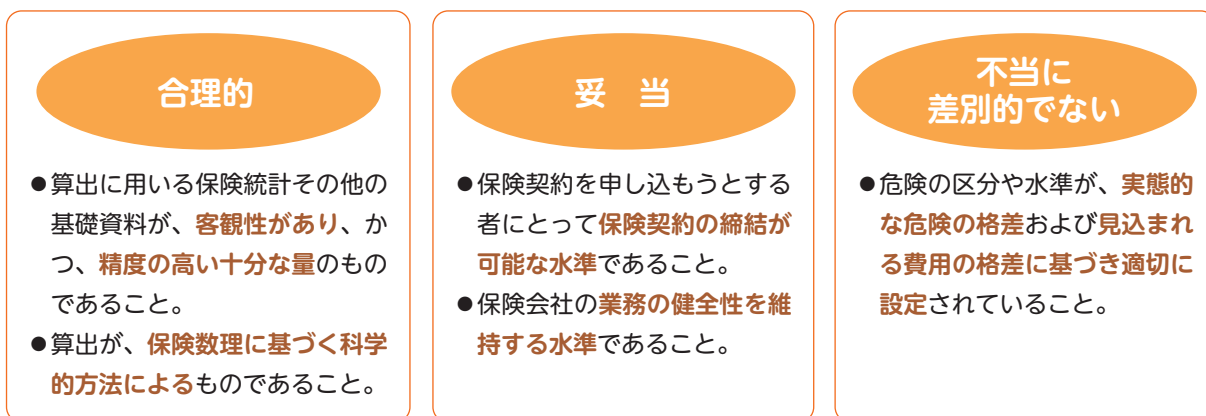 合理的
●算出に用いる保険統計その他の
基礎資料が、客観性があり、か
つ、精度の高い十分な量のもの
であること。
●算出が、保険数理に基づく科学
的方法によるものであること。
妥　当
●保険契約を申し込もうとする
者にとって保険契約の締結が
可能な水準であること。
●保険会社の業務の健全性を維
持する水準であること。
不当に
差別的でない
●危険の区分や水準が、実態的
な危険の格差および見込まれ
る費用の格差に基づき適切に
設定されていること。